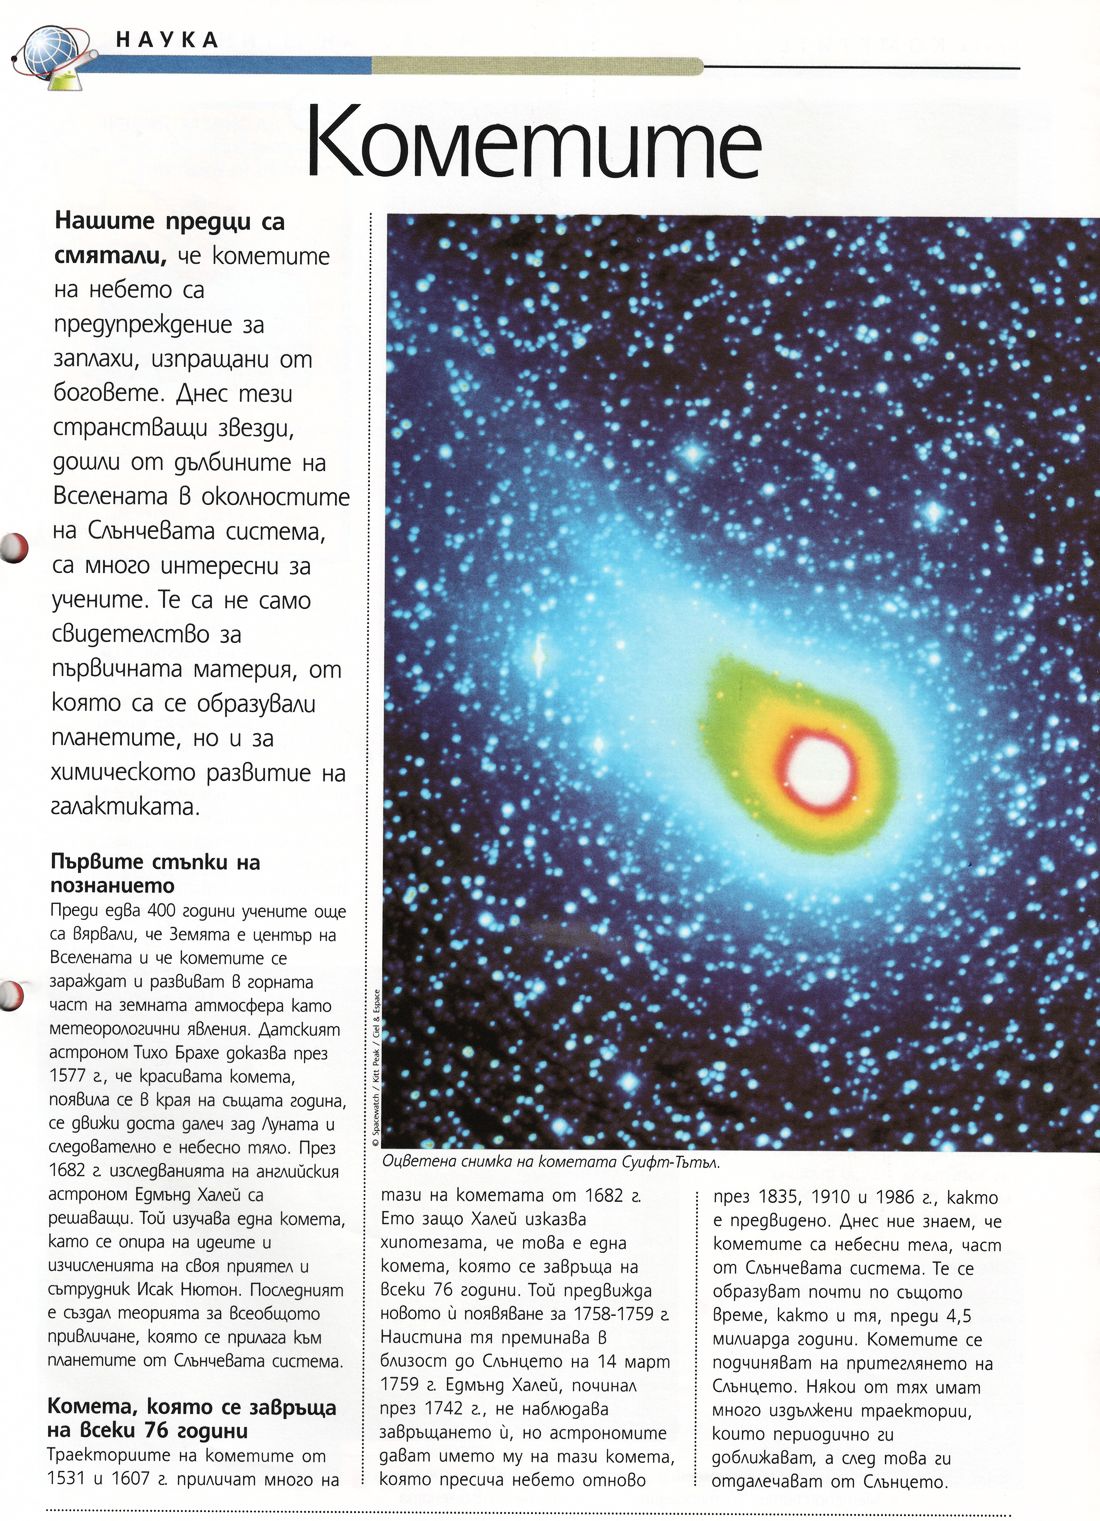 НАУКА
Кометите
Нашите предци са
смятали, че кометите
на небето са
предупреждение за
заплахи, изпращани от
боговете. Днес тези
странстващи звезди,
дошли от дълбините на
Вселената в околностите
на Слънчевата система,
са много интересни за
учените. Те са не само
свидетелство за
първичната материя, от
която са се образували
планетите, но и за
химическото развитие на
галактиката.
Първите стъпки на
познанието
Преди едва 400 години учените още
са вярвали, че Земята е център на
Вселената и че кометите се
зараждат и развиват в горната
част на земната атмосфера като
метеорологични явления. Датският
астроном Тихо Брахе доказва през
1577 г., че красивата комета,
появила се в края на същата година,
се движи доста далеч зад Луната и
следователно е небесно тяло. През
1682 г. изследванията на английския
астроном Едмънд Халей са
решаващи. Той изучава една комета,
като се опира на идеите и
изчисленията на своя приятел и
сътрудник Исак Нютон. Последният
е създал теорията за всеобщото
привличане, която се прилага към
планетите от Слънчевата система.
Комета, която се завръща
на всеки 76 години
Траекториите на кометите от
1531 и 1607 г. приличат много на
© Spacewatch / Kitt Peak / Ciel & Espace
Оцветена снимка на кометата Суифт-Тътъл.
тази на кометата от 1682 г.
Ето защо Халей изказва
хипотезата, че това е една
комета, която се завръща на
всеки 76 години. Той предвижда
новото ѝ появяване за 1758-1759 г.
Наистина тя преминава в
близост до Слънцето на 14 март
1759 г. Едмънд Халей, починал
през 1742 г., не наблюдава
завръщането ѝ, но астрономите
дават името му на тази комета,
която пресича небето отново
през 1835, 1910 и 1986 г., както
е предвидено. Днес ние знаем, че
кометите са небесни тела, част
от Слънчевата система. Те се
образуват почти по същото
време, както и тя, преди 4,5
милиарда години. Кометите се
подчиняват на притеглянето на
Слънцето. Някои от тях имат
много издължени траектории,
които периодично ги
доближават, а след това ги
отдалечават от Слънцето.